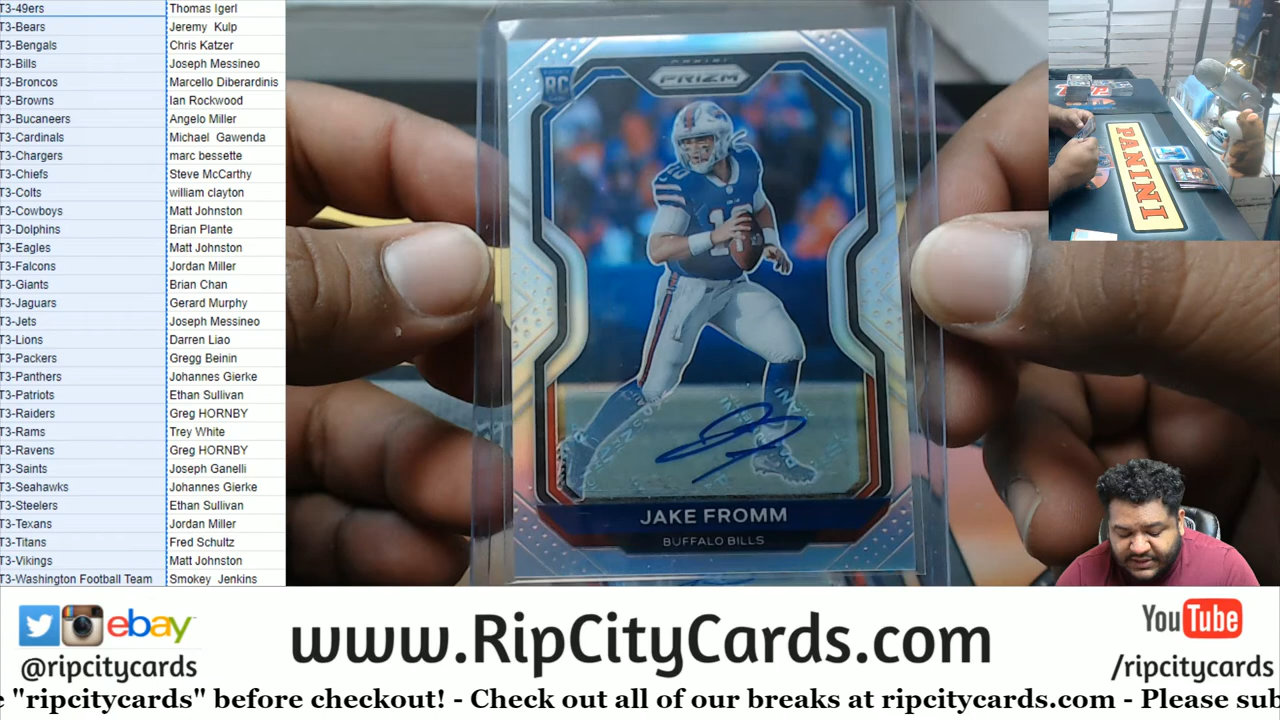 T3-49ers Thomas Igerl
T3-Bears Jeremy Kulp
T3-Bengals Chris Katzer
T3-Bills Joseph Messineo
T3-Broncos Marcello Diberardinis
T3-Browns Ian Rockwood
T3-Bucaneers Angelo Miller
T3-Cardinals Michael Gawenda
T3-Chargers marc bessette
T3-Chiefs Steve McCarthy
T3-Colts william clayton
T3-Cowboys Matt Johnston
T3-Dolphins Brian Plante
T3-Eagles Matt Johnston
T3-Falcons Jordan Miller
T3-Giants Brian Chan
T3-Jaguars Gerard Murphy
T3-Jets Joseph Messineo
T3-Lions Darren Liao
T3-Packers Gregg Beinin
T3-Panthers Johannes Gierke
T3-Patriots Ethan Sullivan
T3-Raiders Greg HORNBY
T3-Rams Trey White
T3-Ravens Greg HORNBY
T3-Saints Joseph Ganelli
T3-Seahawks Johannes Gierke
T3-Steelers Ethan Sullivan
T3-Texans Jordan Miller
T3-Titans Fred Schultz
T3-Vikings Matt Johnston
T3-Washington Football Team Smokey Jenkins
PANINI
PRIZM
RC
10
JAKE FROMM
BUFFALO BILLS
PANINI
ebay
@ripcitycards
www.RipCityCards.com
YouTube
/ripcitycards
"ripcitycards" before checkout! - Check out all of our breaks at ripcitycards.com - Please